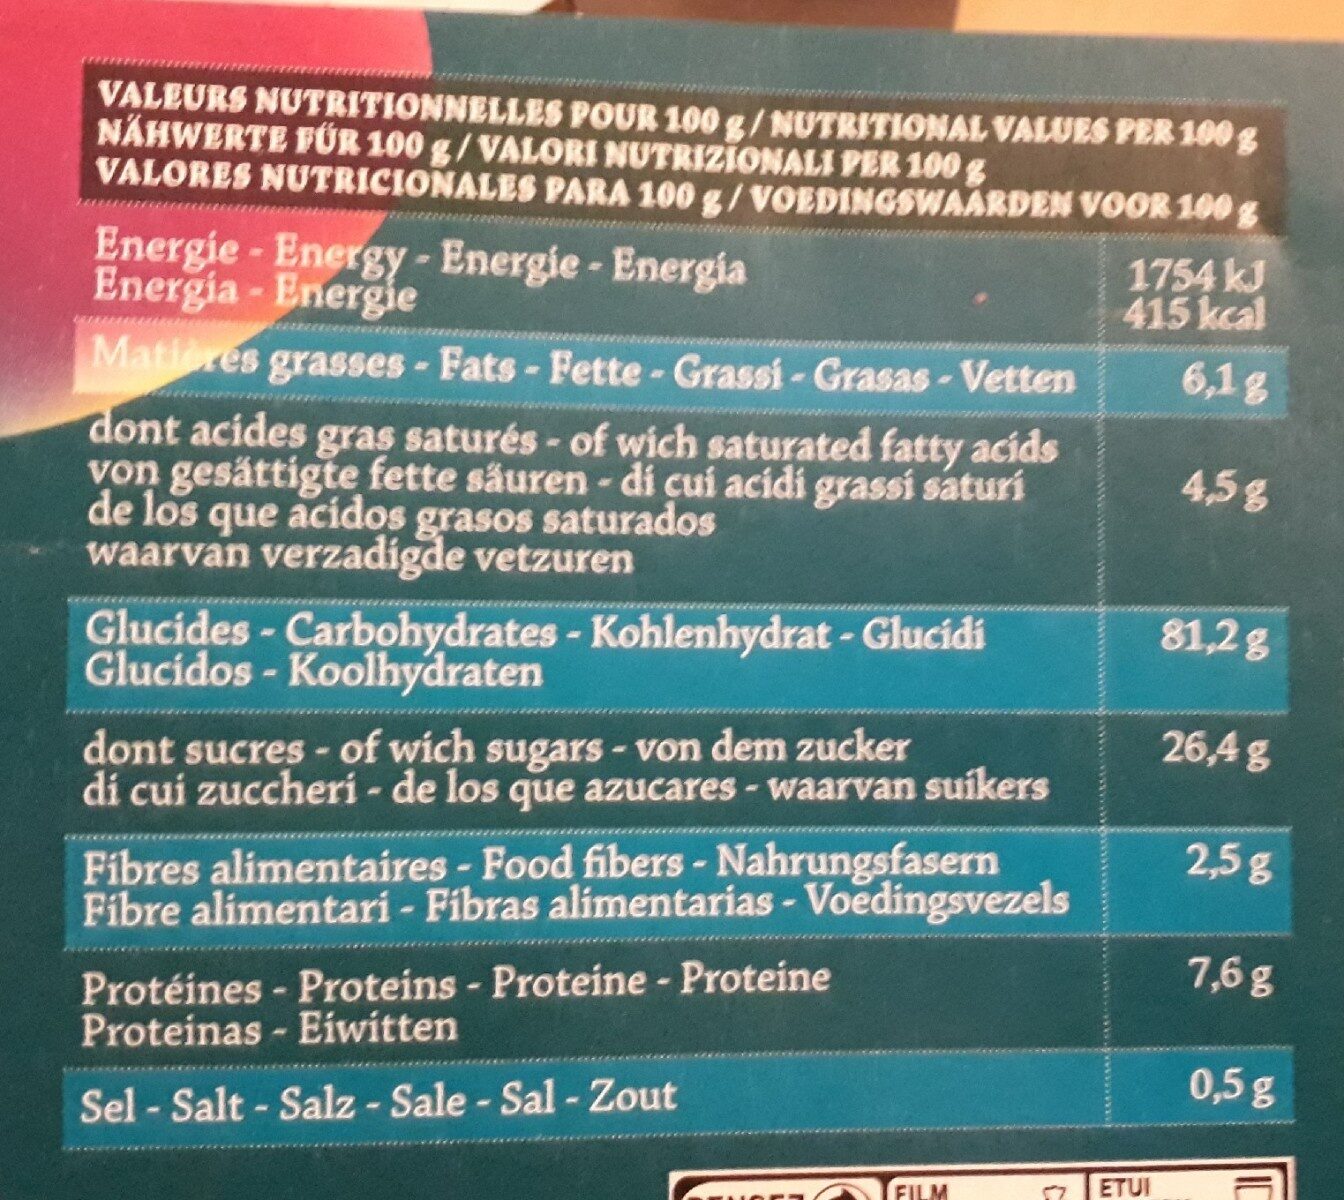 VALEURS NUTRITIONNELLES POUR 100 g / NUTRITIONAL VALUES PER 100 g
NÄHWERTE FÜR 100 g / VALORI NUTRIZIONALI PER 100 g
VALORES NUTRICIONALES PARA 100 g / VOEDINGSWAARDEN VOOR 100 g
Energie - Energy - Energie - Energia 1754 kJ
Energia - Energie 415 kcal
Matières grasses - Fats - Fette - Grassi - Grasas - Vetten 6,1 g
dont acides gras saturés - of wich saturated fatty acids
von gesättigte fette säuren - di cui acidi grassi saturi 4,5 g
de los que acidos grasos saturados
waarvan verzadigde vetzuren
Glucides - Carbohydrates - Kohlenhydrat - Glucidi 81,2 g
Glucidos - Koolhydraten
dont sucres - of wich sugars - von dem zucker 26,4 g
di cui zuccheri - de los que azucares - waarvan suikers
Fibres alimentaires - Food fibers - Nahrungsfasern 2,5 g
Fibre alimentari - Fibras alimentarias - Voedingsvezels
Protéines - Proteins - Proteine - Proteine 7,6 g
Proteinas - Eiwitten
Sel - Salt - Salz - Sale - Sal - Zout 0,5 g
FILM ETUI